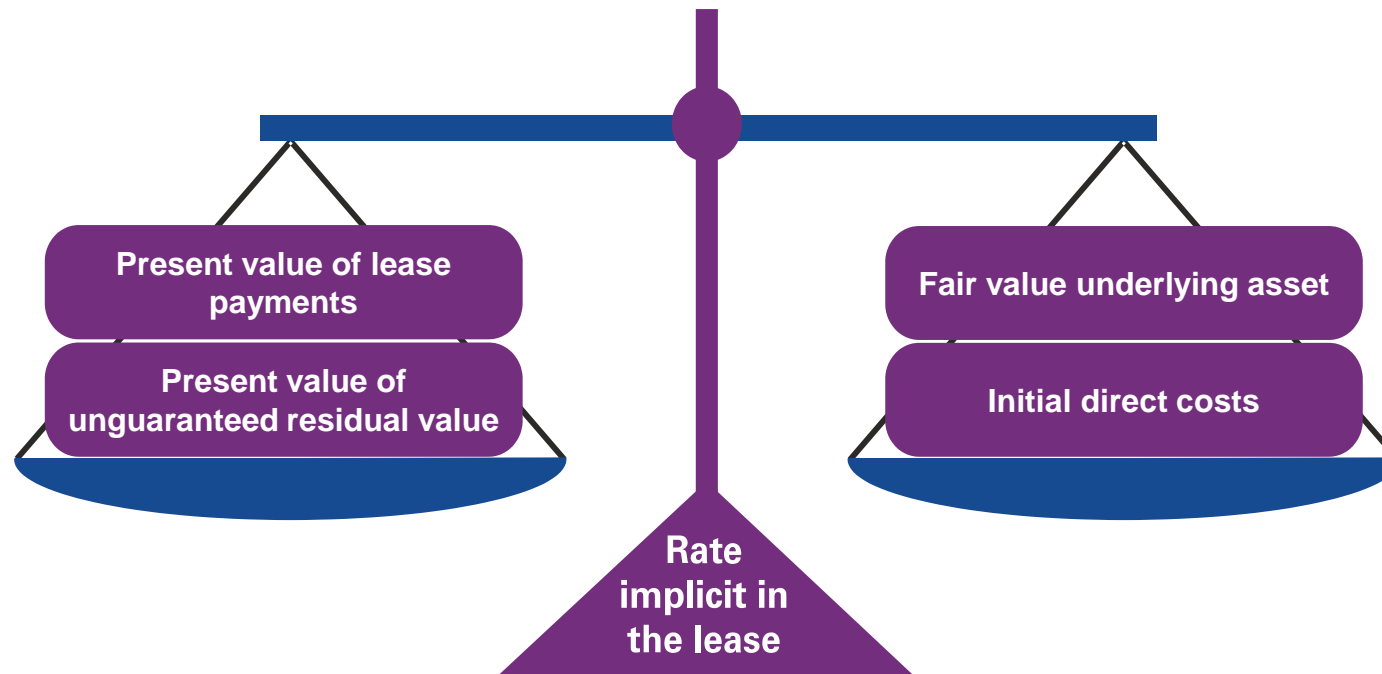 Present value of lease
payments
Present value of
unguaranteed residual value
Fair value underlying asset
Initial direct costs
Rate
implicit in
the lease